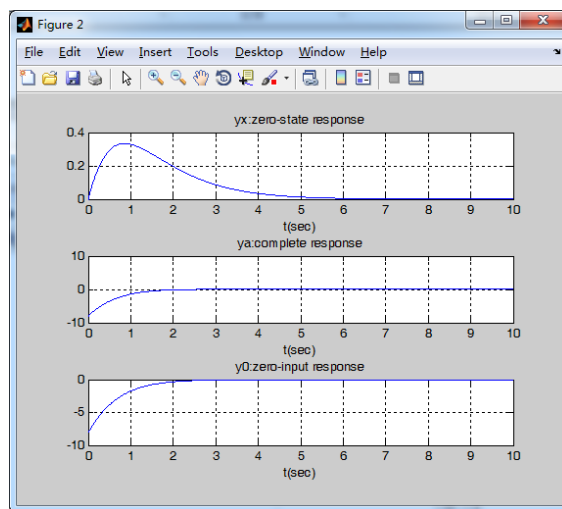 Figure 2
File Edit View Insert Tools Desktop Window Help
yx:zero-state response
0.4
0.2
0
0 1 2 3 4 5 6 7 8 9 10
t(sec)
ya:complete response
10
0
-10
0 1 2 3 4 5 6 7 8 9 10
t(sec)
y0:zero-input response
0
-5
-10
0 1 2 3 4 5 6 7 8 9 10
t(sec)